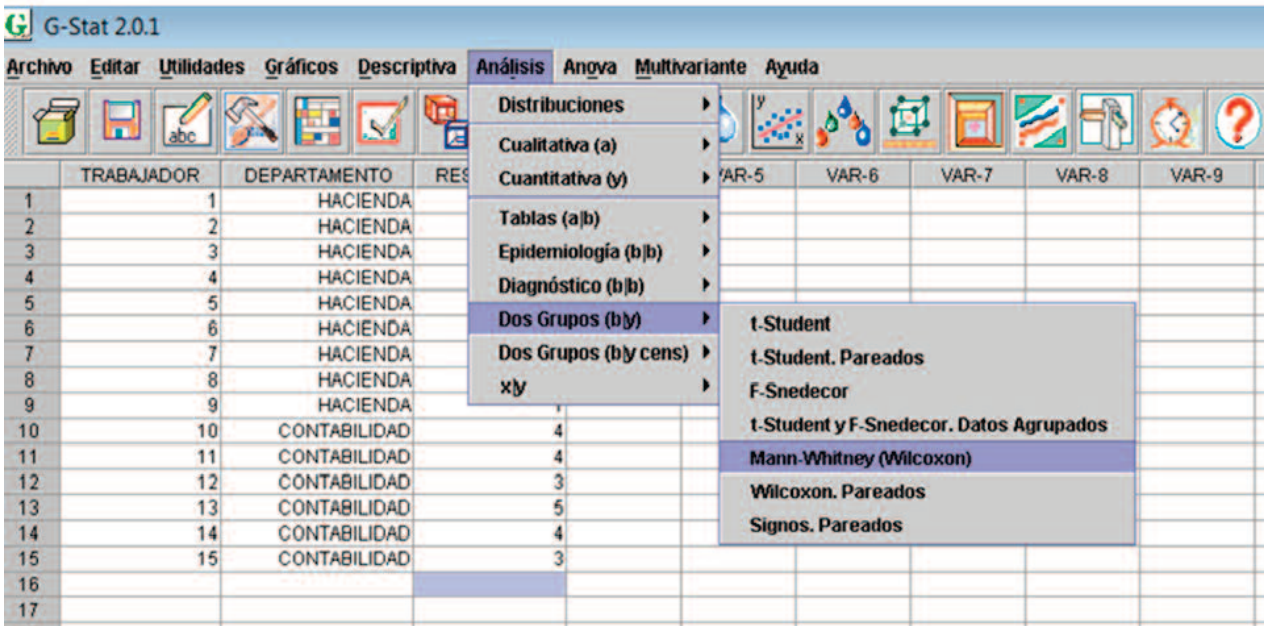 G G-Stat 2.0.1
Archivo Editar Utilidades Gráficos Descriptiva Análisis Anova Multivariante Ayuda
abc y x ?
Distribuciones
Cualitativa (a)
Cuantitativa (y)
Tablas (a|b)
Epidemiología (b|b)
Diagnóstico (b|b)
Dos Grupos (b|y)
Dos Grupos (b|y cens)
x|y
t-Student
t-Student. Pareados
F-Snedecor
t-Student y F-Snedecor. Datos Agrupados
Mann-Whitney (Wilcoxon)
Wilcoxon. Pareados
Signos. Pareados
TRABAJADOR DEPARTAMENTO RES VAR-6 VAR-7 VAR-8 VAR-9
1 1 HACIENDA
2 2 HACIENDA
3 3 HACIENDA
4 4 HACIENDA
5 5 HACIENDA
6 6 HACIENDA
7 7 HACIENDA
8 8 HACIENDA
9 9 HACIENDA
10 10 CONTABILIDAD 4
11 11 CONTABILIDAD 4
12 12 CONTABILIDAD 3
13 13 CONTABILIDAD 5
14 14 CONTABILIDAD 4
15 15 CONTABILIDAD 3
16
17